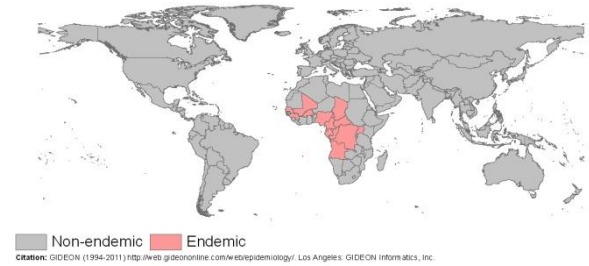 Non-endemic Endemic
Citation: GIDEON (1994-2011) http://web.gideononline.com/web/epidemiology/. Los Angeles: GIDEON Informatics, Inc.